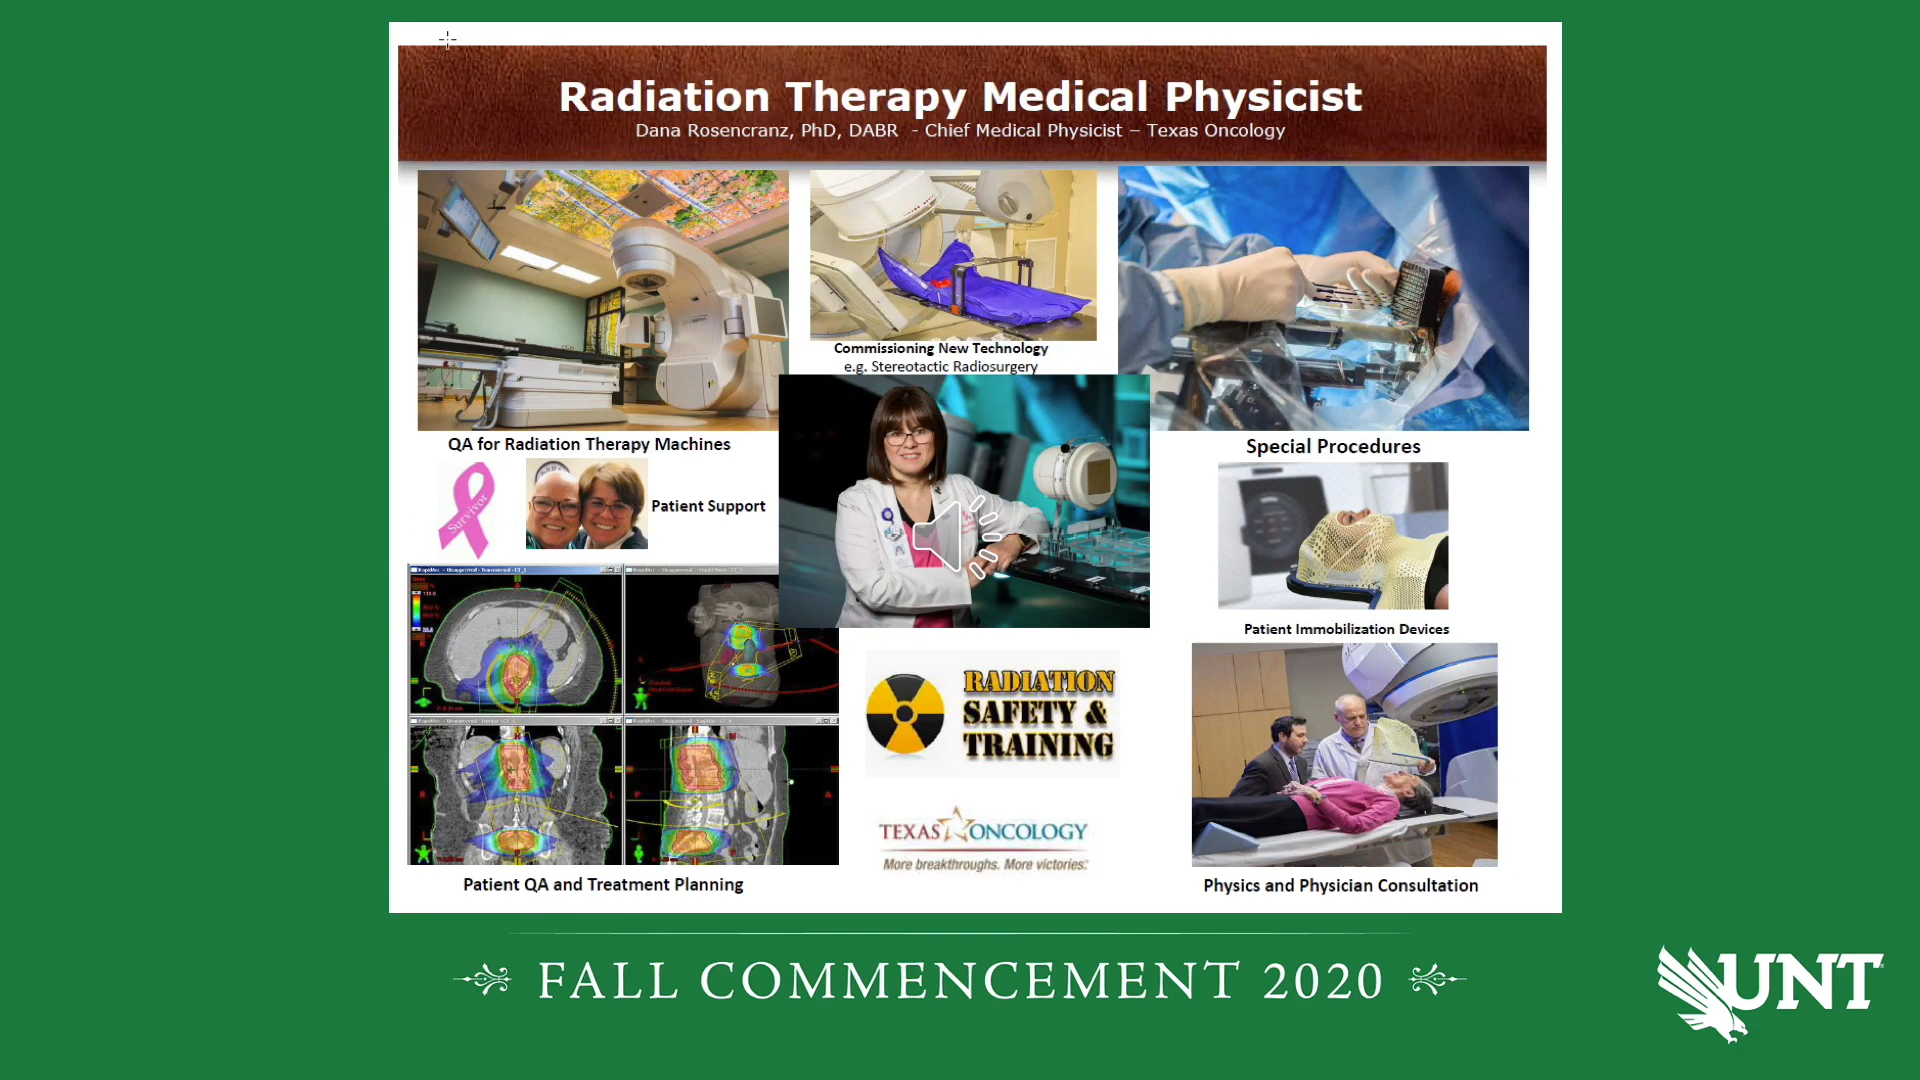 Radiation Therapy Medical Physicist
Dana Rosencranz, PhD, DABR - Chief Medical Physicist – Texas Oncology
Commissioning New Technology
e.g. Stereotactic Radiosurgery
QA for Radiation Therapy Machines
Special Procedures
Survivor
Patient Support
Patient Immobilization Devices
RADIATION
SAFETY &
TRAINING
TEXAS ONCOLOGY
More breakthroughs. More victories.
Patient QA and Treatment Planning
Physics and Physician Consultation
FALL COMMENCEMENT 2020
UNT